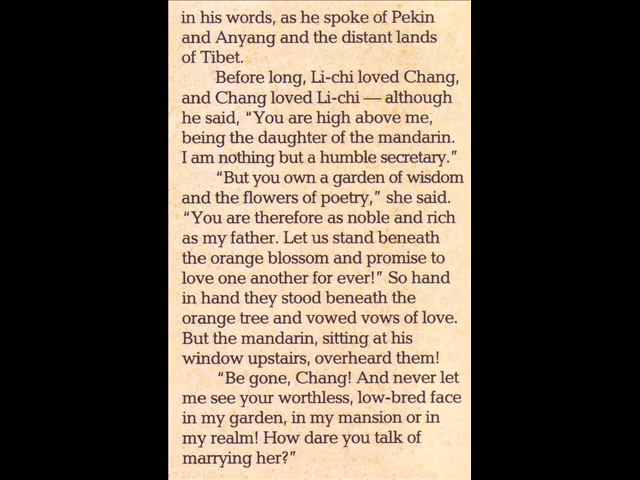 in his words, as he spoke of Pekin
and Anyang and the distant lands
of Tibet.
Before long, Li-chi loved Chang,
and Chang loved Li-chi — although
he said, “You are high above me,
being the daughter of the mandarin.
I am nothing but a humble secretary.”
“But you own a garden of wisdom
and the flowers of poetry,” she said.
“You are therefore as noble and rich
as my father. Let us stand beneath
the orange blossom and promise to
love one another for ever!” So hand
in hand they stood beneath the
orange tree and vowed vows of love.
But the mandarin, sitting at his
window upstairs, overheard them!
“Be gone, Chang! And never let
me see your worthless, low-bred face
in my garden, in my mansion or in
my realm! How dare you talk of
marrying her?”